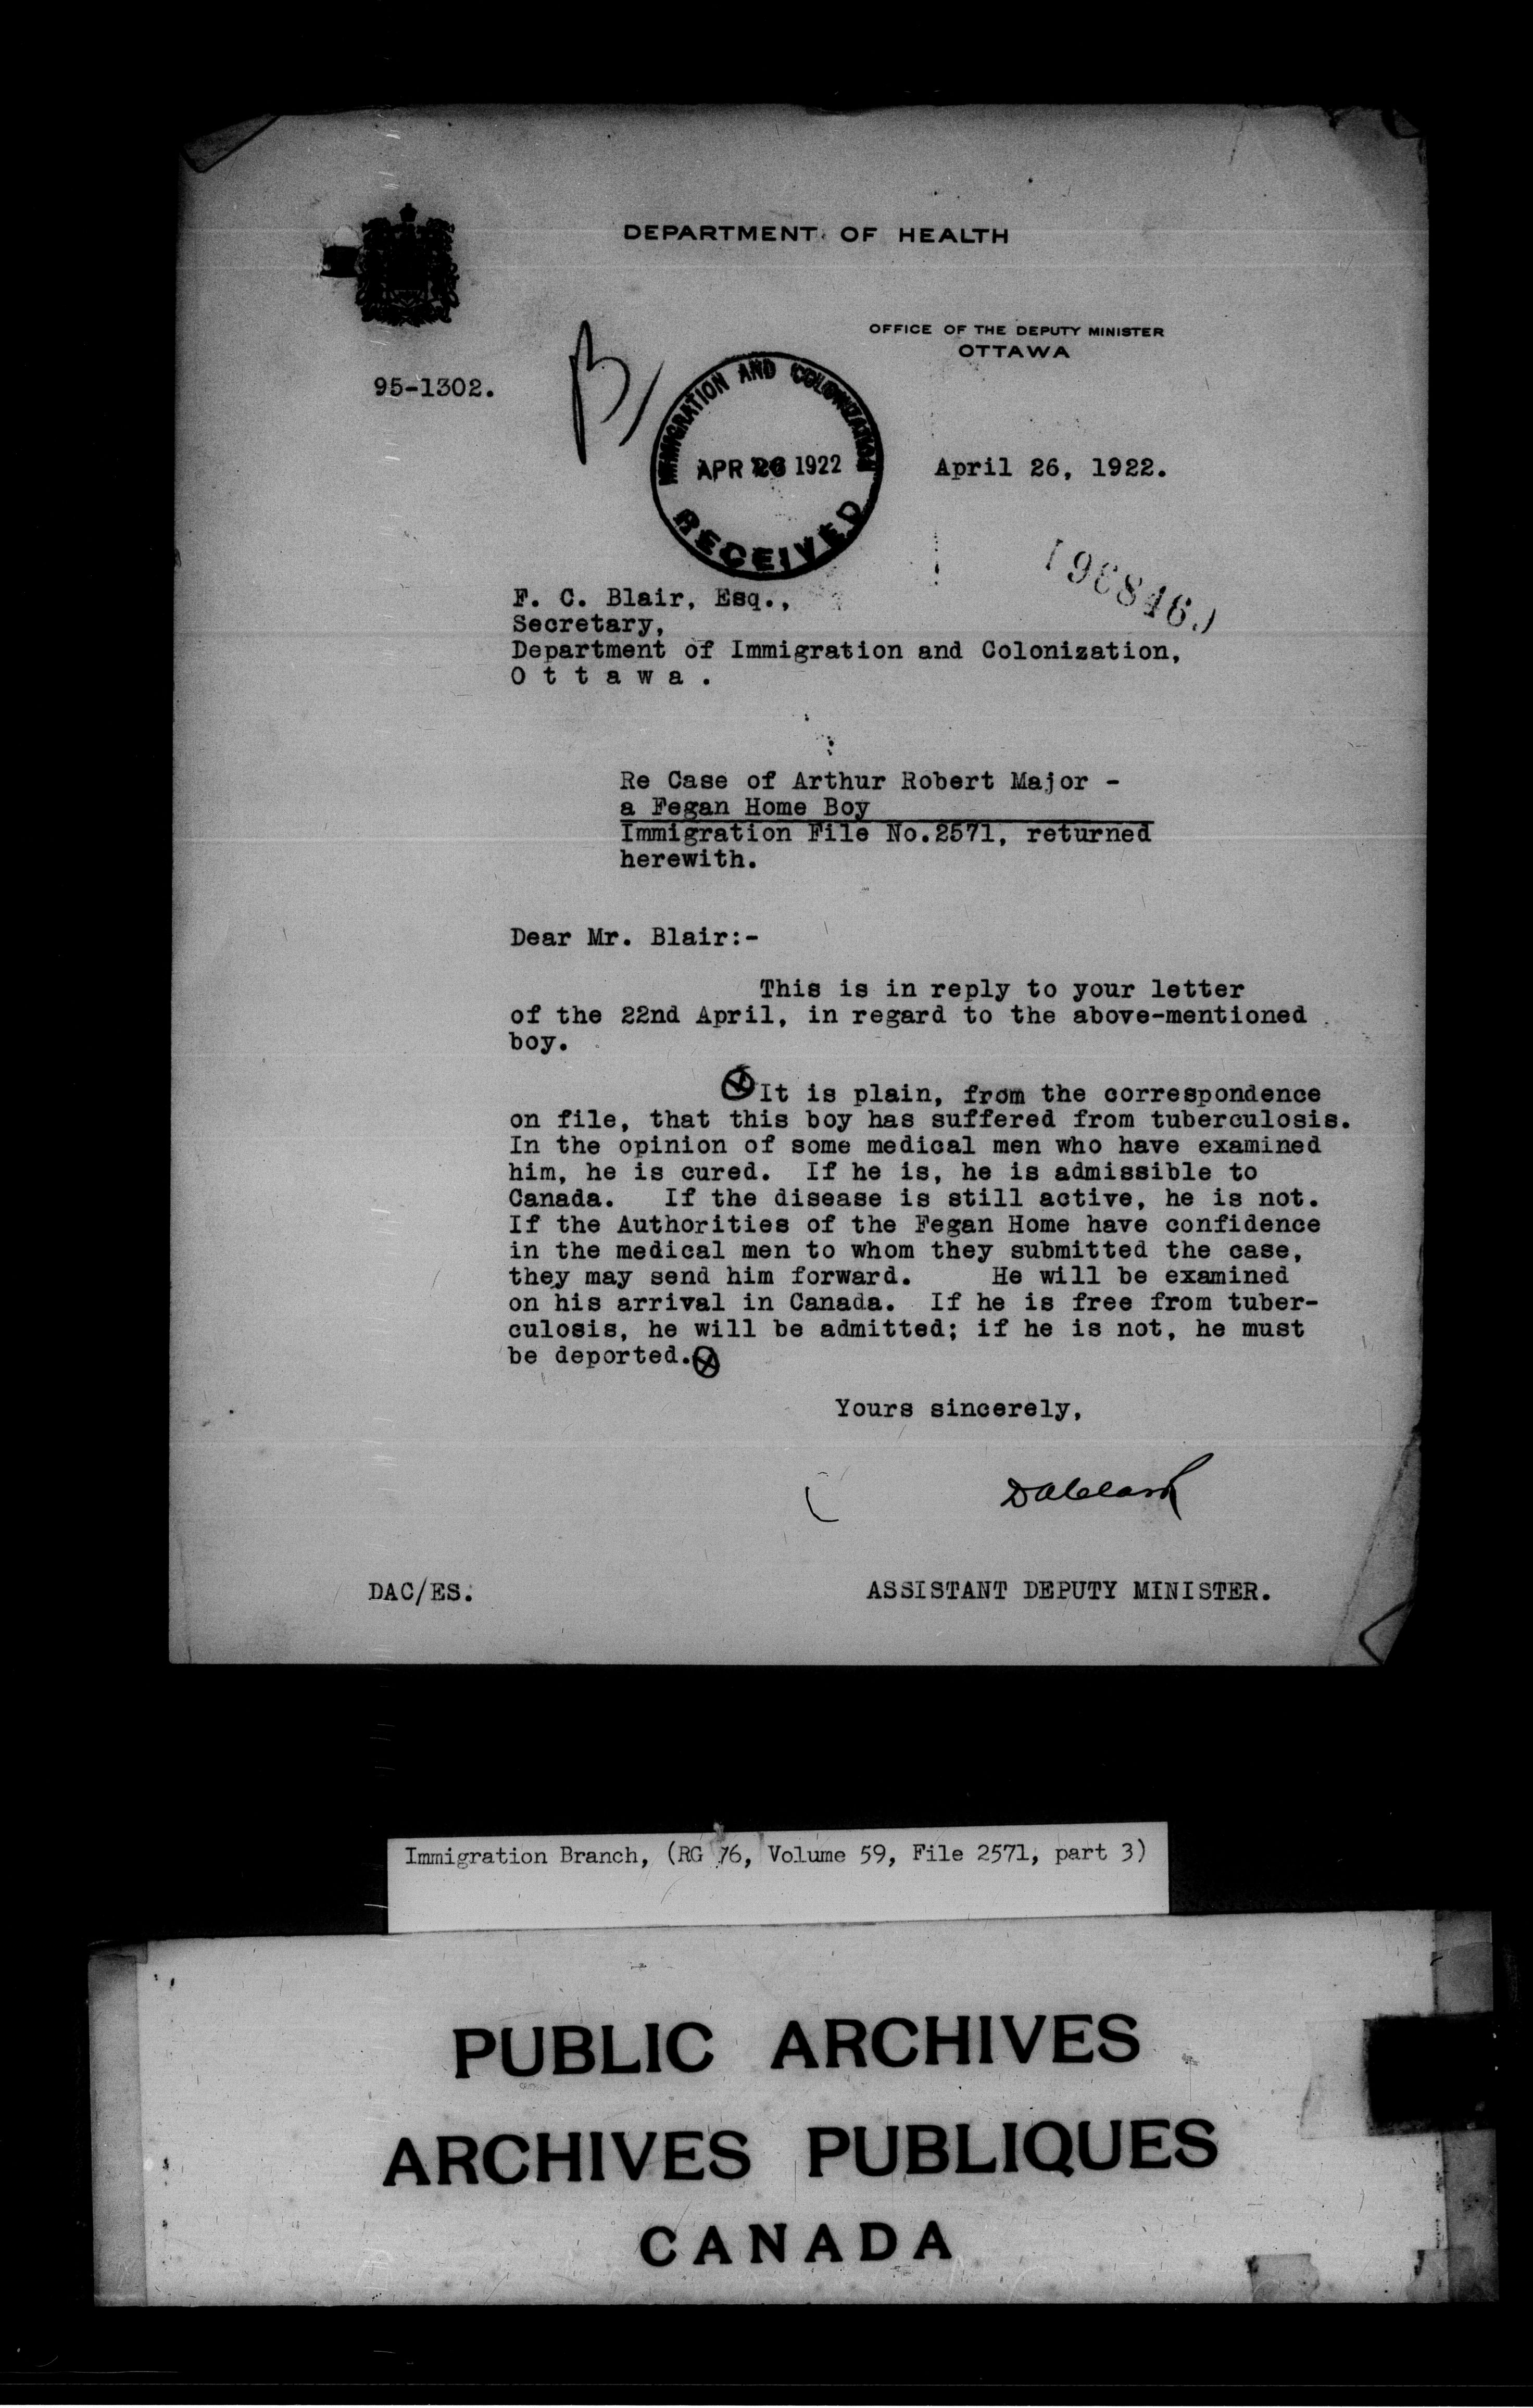 DEPARTMENT OF HEALTH
OFFICE OF THE DEPUTY MINISTER
OTTAWA
95-1302.
IMMIGRATION AND COLONIZATION
APR 26 1922
RECEIVED
April 26, 1922.
F. C. Blair, Esq.,
Secretary,
Department of Immigration and Colonization,
O t t a w a .
Re Case of Arthur Robert Major -
a Fegan Home Boy
Immigration File No.2571, returned
herewith.
Dear Mr. Blair:-
This is in reply to your letter
of the 22nd April, in regard to the above-mentioned
boy.
It is plain, from the correspondence
on file, that this boy has suffered from tuberculosis.
In the opinion of some medical men who have examined
him, he is cured. If he is, he is admissible to
Canada. If the disease is still active, he is not.
If the Authorities of the Fegan Home have confidence
in the medical men to whom they submitted the case,
they may send him forward. He will be examined
on his arrival in Canada. If he is free from tuber-
culosis, he will be admitted; if he is not, he must
be deported.
Yours sincerely,
DAClark
DAC/ES.
ASSISTANT DEPUTY MINISTER.
Immigration Branch, (RG 76, Volume 59, File 2571, part 3)
PUBLIC ARCHIVES
ARCHIVES PUBLIQUES
CANADA